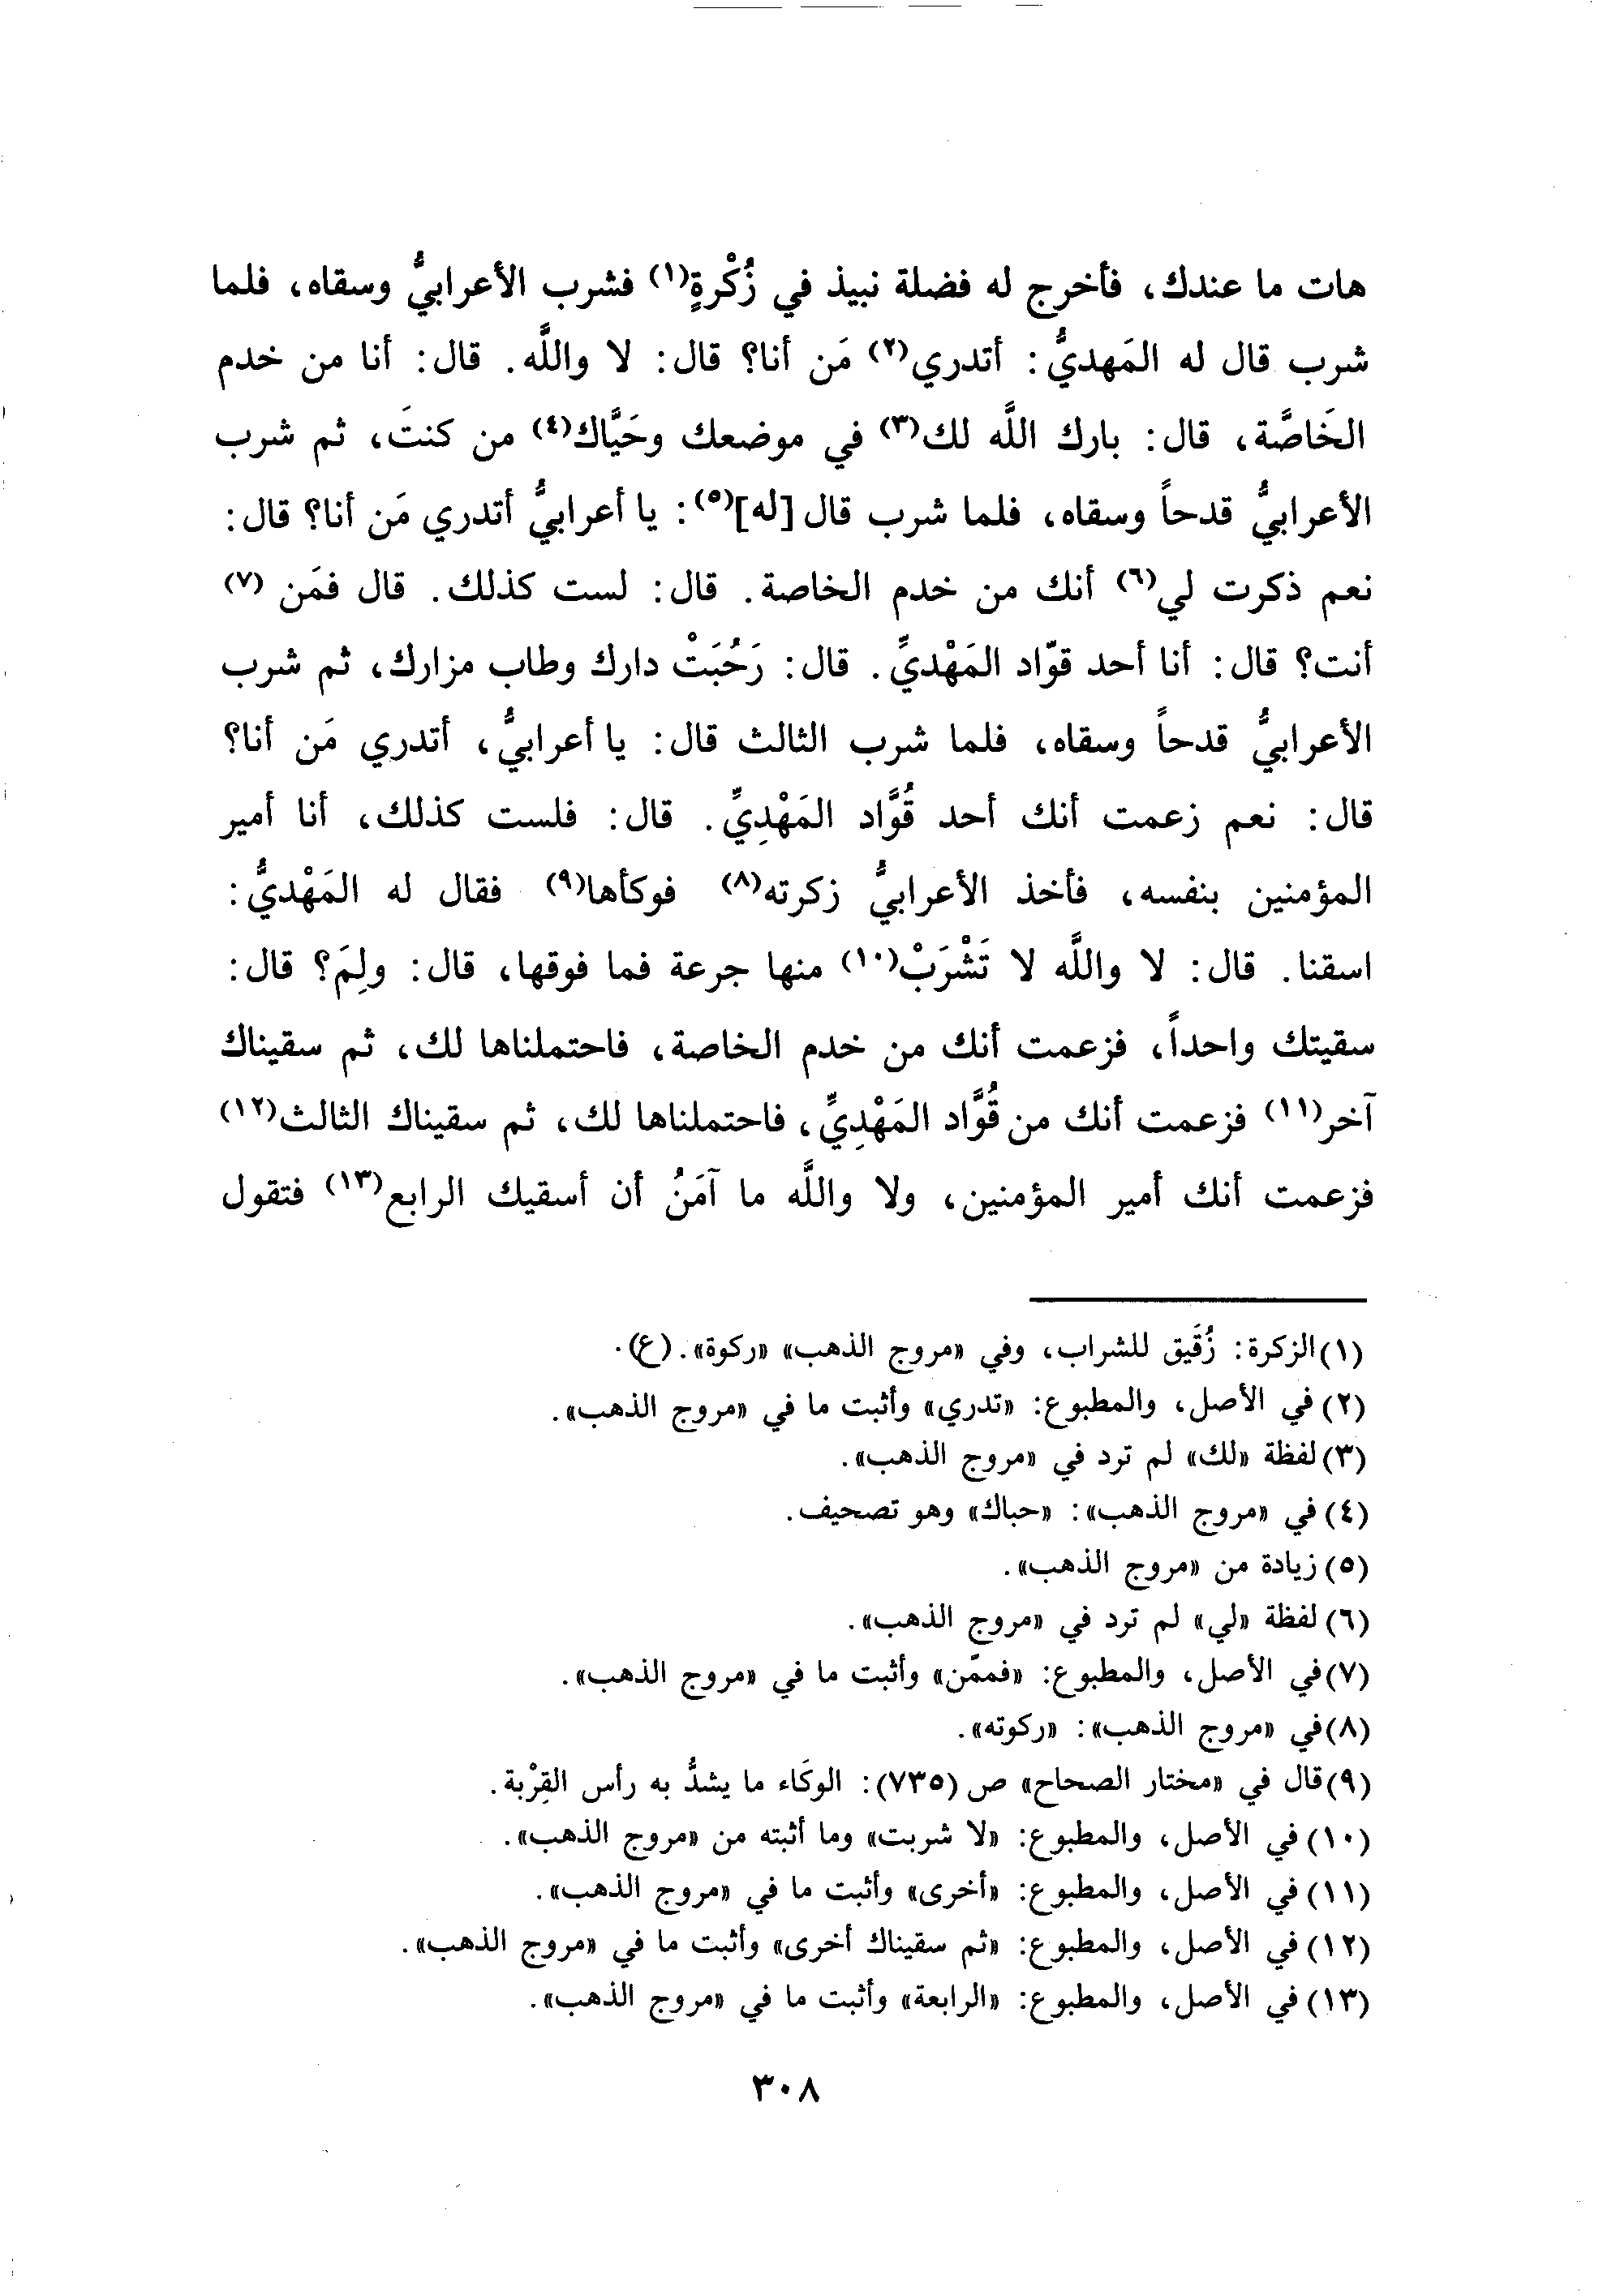 هات ما عندك، فأخرج له فضلة نبيذ في زُكْرةٍ(١) فشرب الأعرابيُّ وسقاه، فلما
شرب قال له المَهديُّ: أتدري(٢) مَن أنا؟ قال: لا واللَّه. قال: أنا من خدم
الخَاصَّة، قال: بارك اللَّه لك(٣) في موضعك وحَيَّاك(٤) من كنتَ، ثم شرب
الأعرابيُّ قدحاً وسقاه، فلما شرب قال [له](٥): يا أعرابيُّ أتدري مَن أنا؟ قال:
نعم ذكرت لي(٦) أنك من خدم الخاصة. قال: لست كذلك. قال فمَن (٧)
أنت؟ قال: أنا أحد قوّاد المَهْديِّ. قال: رَحُبَتْ دارك وطاب مزارك، ثم شرب
الأعرابيُّ قدحاً وسقاه، فلما شرب الثالث قال: يا أعرابيُّ، أتدري مَن أنا؟
قال: نعم زعمت أنك أحد قُوَّاد المَهْدِيِّ. قال: فلست كذلك، أنا أمير
المؤمنين بنفسه، فأخذ الأعرابيُّ زكرته(٨) فوكأها(٩) فقال له المَهْديُّ:
اسقنا. قال: لا واللَّه لا تَشْرَبْ(١٠) منها جرعة فما فوقها، قال: ولِمَ؟ قال:
سقيتك واحداً، فزعمت أنك من خدم الخاصة، فاحتملناها لك، ثم سقيناك
آخر(١١) فزعمت أنك من قُوَّاد المَهْدِيِّ، فاحتملناها لك، ثم سقيناك الثالث(١٢)
فزعمت أنك أمير المؤمنين، ولا واللَّه ما آمَنُ أن أسقيك الرابع(١٣) فتقول
(١) الزكرة: زُقَيق للشراب، وفي «مروج الذهب» «ركوة». (ع).
(٢) في الأصل، والمطبوع: «تدري» وأثبت ما في «مروج الذهب».
(٣) لفظة «لك» لم ترد في «مروج الذهب».
(٤) في «مروج الذهب»: «حباك» وهو تصحيف.
(٥) زيادة من «مروج الذهب».
(٦) لفظة «لي» لم ترد في «مروج الذهب».
(٧) في الأصل، والمطبوع: «فممّن» وأثبت ما في «مروج الذهب».
(٨) في «مروج الذهب»: «ركوته».
(٩) قال في «مختار الصحاح» ص (٧٣٥): الوكَاء ما يشدُّ به رأس القِرْبة.
(١٠) في الأصل، والمطبوع: «لا شربت» وما أثبته من «مروج الذهب».
(١١) في الأصل، والمطبوع: «أخرى» وأثبت ما في «مروج الذهب».
(١٢) في الأصل، والمطبوع: «ثم سقيناك أخرى» وأثبت ما في «مروج الذهب».
(١٣) في الأصل، والمطبوع: «الرابعة» وأثبت ما في «مروج الذهب».
٣٠٨